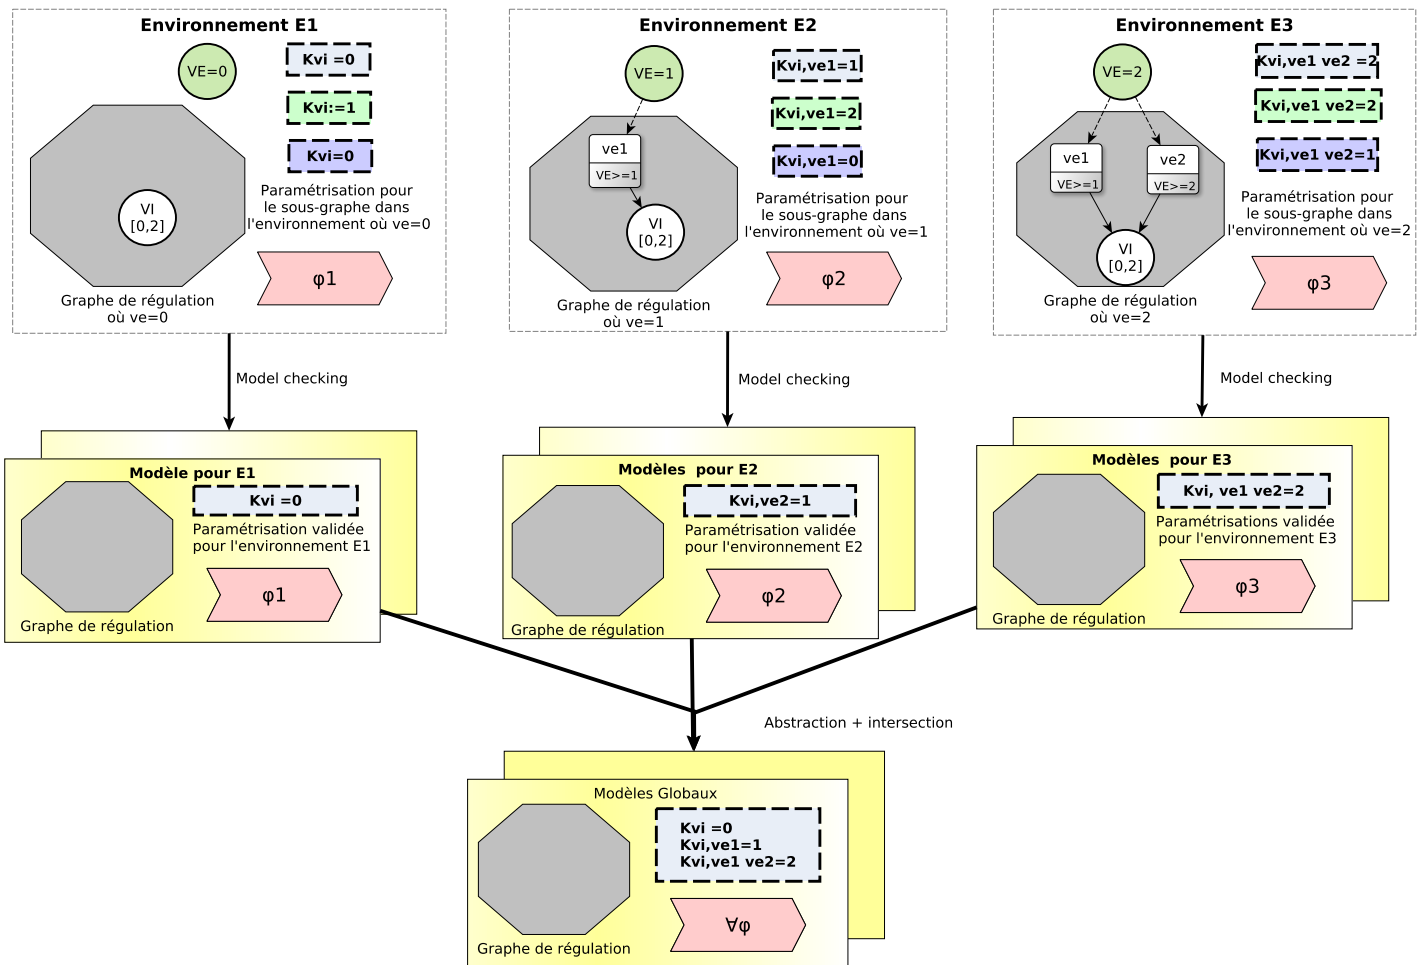 Environnement E1
VE=0
Kvi =0
Kvi:=1
Kvi=0
VI
[0,2]
Paramétrisation pour
le sous-graphe dans
l'environnement où ve=0
φ1
Graphe de régulation
où ve=0
Environnement E2
VE=1
Kvi,ve1=1
Kvi,ve1=2
Kvi,ve1=0
ve1
VE>=1
VI
[0,2]
Paramétrisation pour
le sous-graphe dans
l'environnement où ve=1
φ2
Graphe de régulation
où ve=1
Environnement E3
VE=2
Kvi,ve1 ve2 =2
Kvi,ve1 ve2=2
Kvi,ve1 ve2=1
ve1
VE>=1
ve2
VE>=2
VI
[0,2]
Paramétrisation pour
le sous-graphe dans
l'environnement où ve=2
φ3
Graphe de régulation
où ve=2
Model checking
Model checking
Model checking
Modèle pour E1
Kvi =0
Paramétrisation validée
pour l'environnement E1
φ1
Graphe de régulation
Modèles pour E2
Kvi,ve2=1
Paramétrisation validée
pour l'environnement E2
φ2
Graphe de régulation
Modèles pour E3
Kvi, ve1 ve2=2
Paramétrisations validée
pour l'environnement E3
φ3
Graphe de régulation
Abstraction + intersection
Modèles Globaux
Kvi =0
Kvi,ve1=1
Kvi,ve1 ve2=2
∀φ
Graphe de régulation